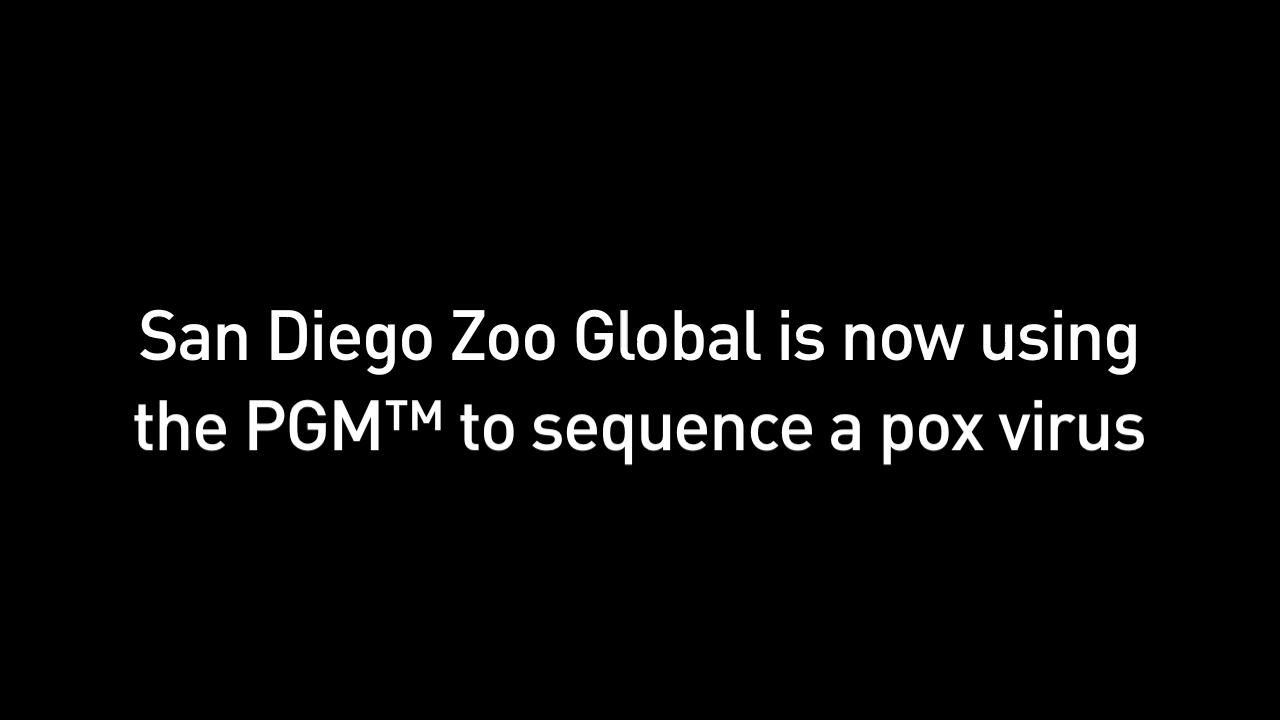 San Diego Zoo Global is now using
the PGM™ to sequence a pox virus